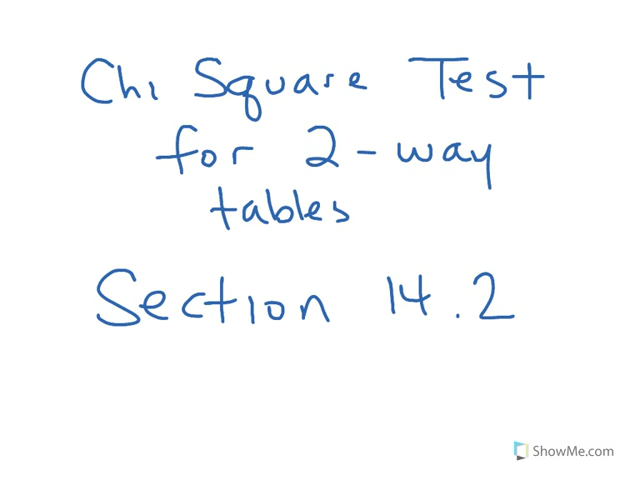 Chi Square Test
for 2-way
tables
Section 14.2
ShowMe.com